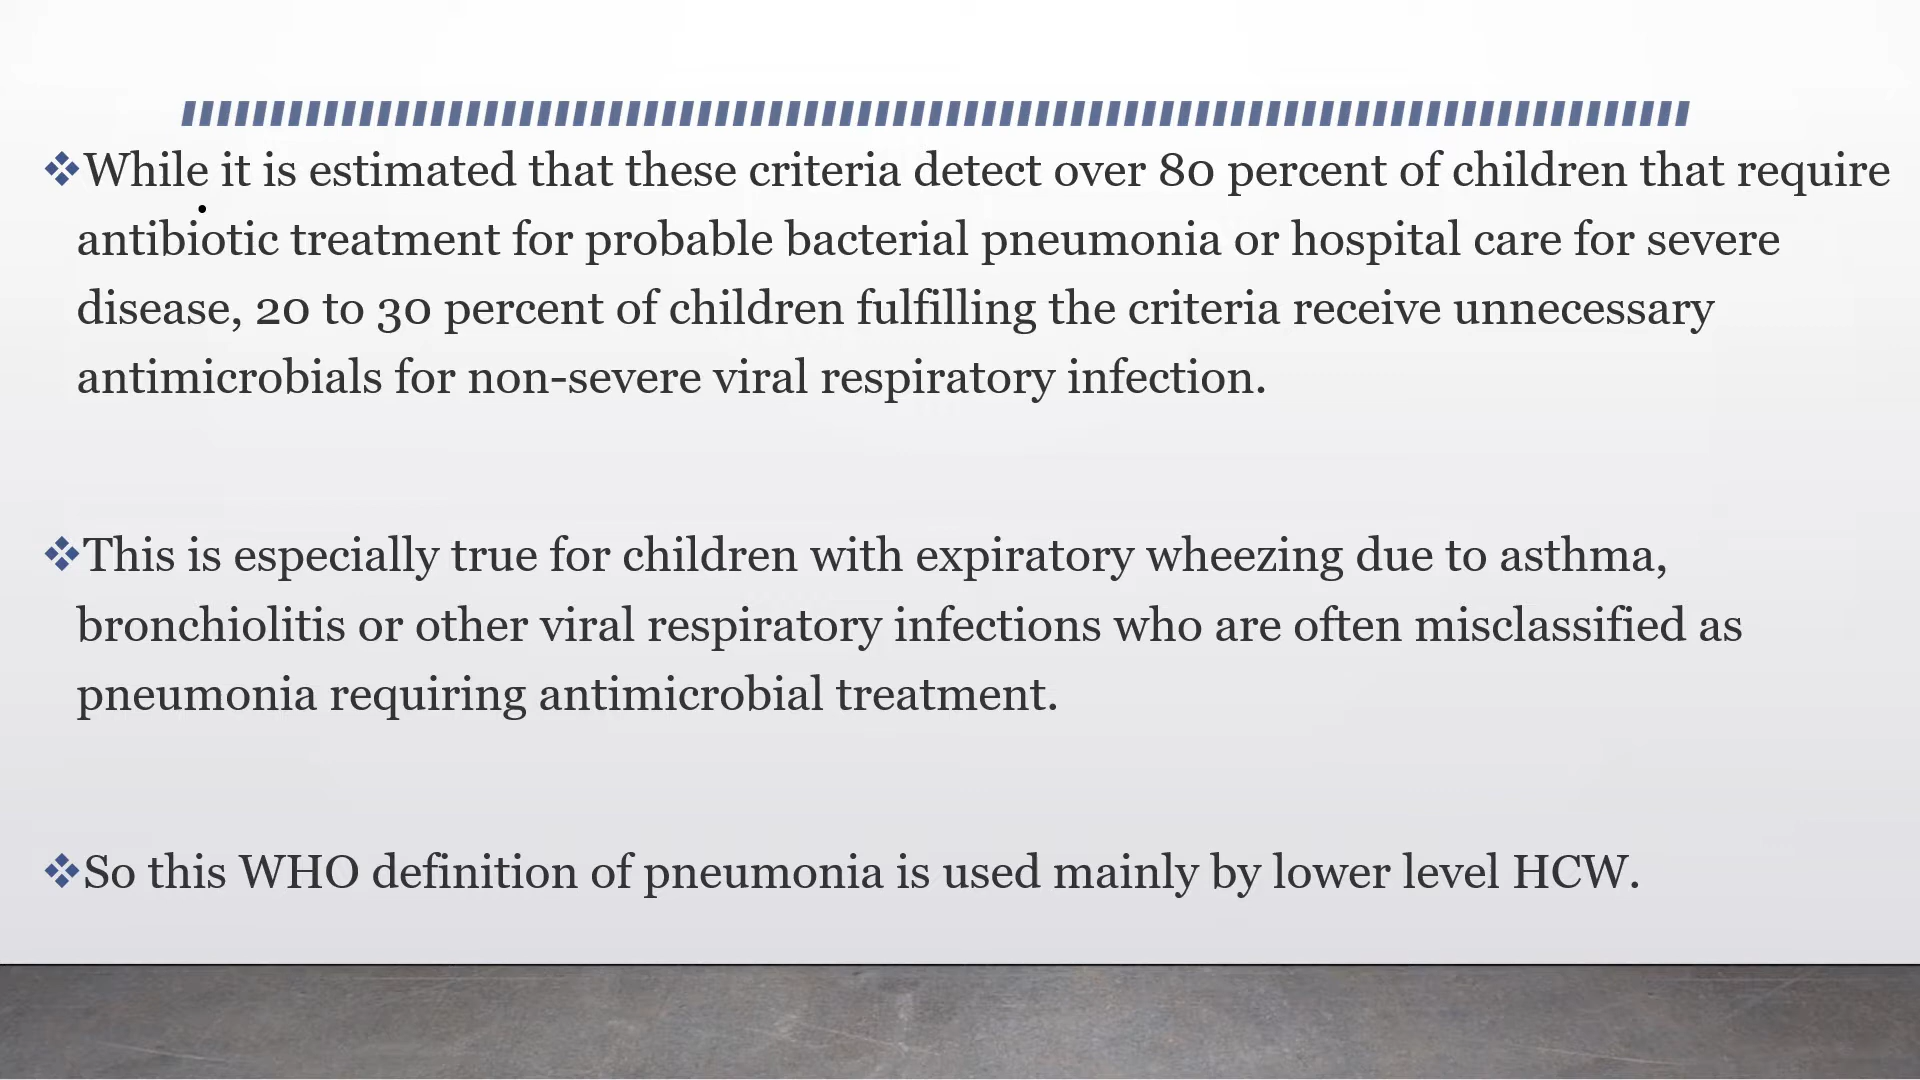 ❖While it is estimated that these criteria detect over 80 percent of children that require
antibiotic treatment for probable bacterial pneumonia or hospital care for severe
disease, 20 to 30 percent of children fulfilling the criteria receive unnecessary
antimicrobials for non-severe viral respiratory infection.
❖This is especially true for children with expiratory wheezing due to asthma,
bronchiolitis or other viral respiratory infections who are often misclassified as
pneumonia requiring antimicrobial treatment.
❖So this WHO definition of pneumonia is used mainly by lower level HCW.